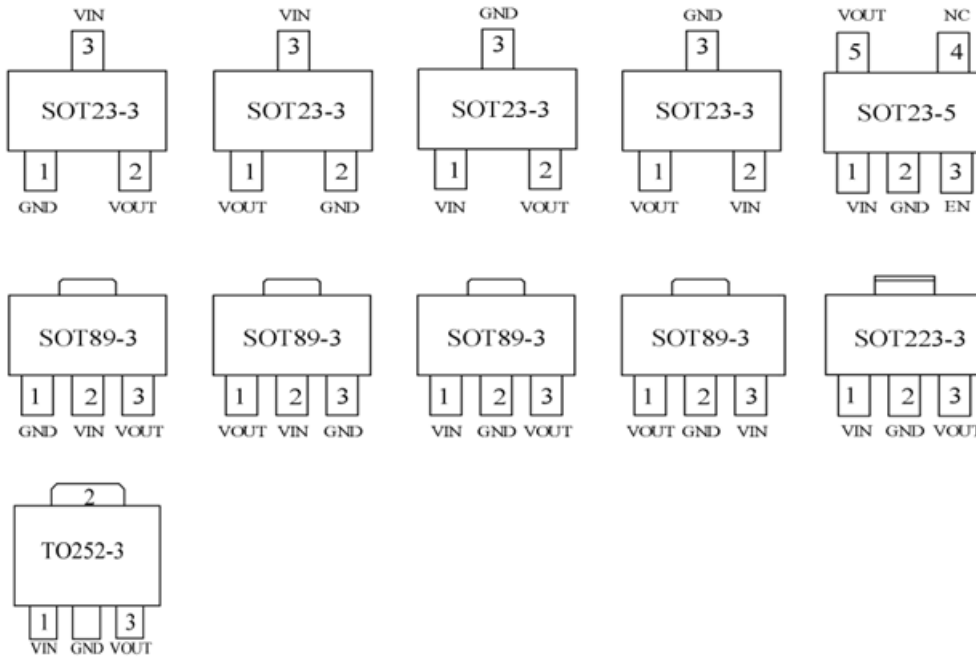 VIN VIN GND GND VOUT NC
3 3 3 3 5 4
SOT23-3 SOT23-3 SOT23-3 SOT23-3 SOT23-5
1 2 1 2 1 2 1 2 1 2 3
GND VOUT VOUT GND VIN VOUT VOUT VIN VIN GND EN
SOT89-3 SOT89-3 SOT89-3 SOT89-3 SOT223-3
1 2 3 1 2 3 1 2 3 1 2 3 1 2 3
GND VIN VOUT VOUT VIN GND VIN GND VOUT VOUT GND VIN VIN GND VOUT
2
TO252-3
1 3
VIN GND VOUT